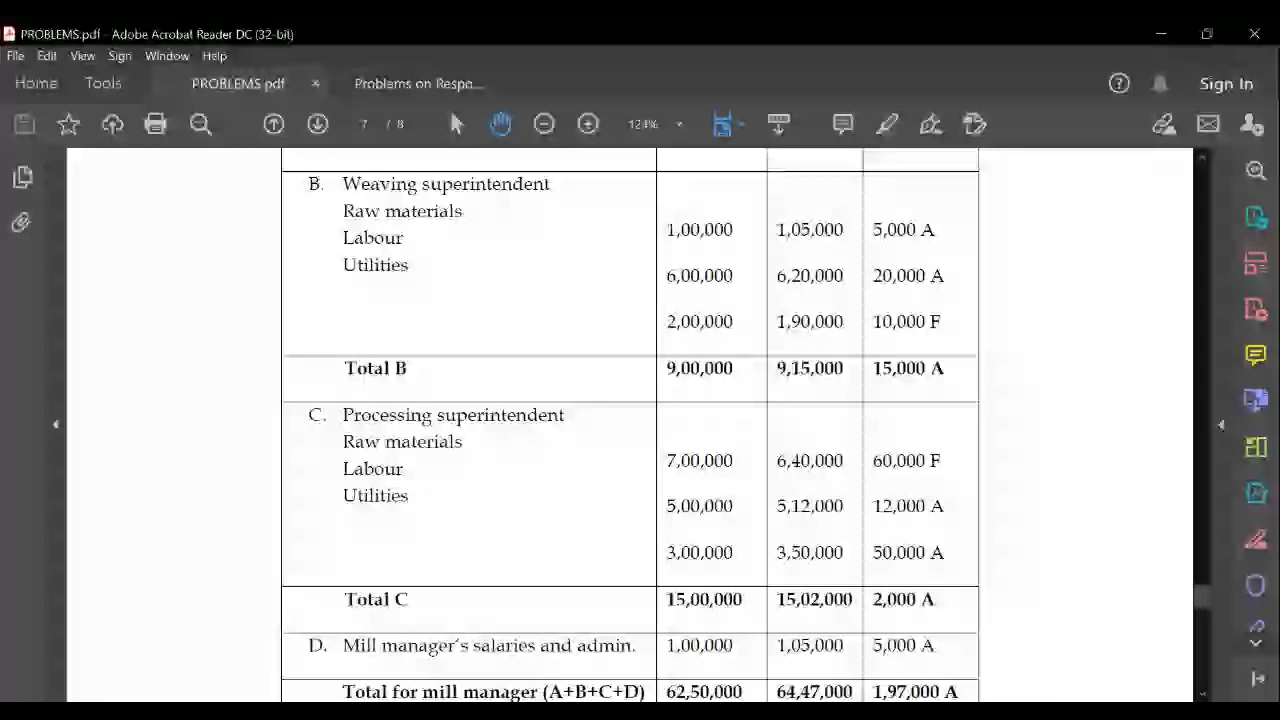 PROBLEMS.pdf - Adobe Acrobat Reader DC (32-bit)
File Edit View Sign Window Help
Home Tools PROBLEMS.pdf × Problems on Respo... Sign In
7 / 8 124%
B. Weaving superintendent
Raw materials 1,00,000 1,05,000 5,000 A
Labour 6,00,000 6,20,000 20,000 A
Utilities 2,00,000 1,90,000 10,000 F
Total B 9,00,000 9,15,000 15,000 A
C. Processing superintendent
Raw materials 7,00,000 6,40,000 60,000 F
Labour 5,00,000 5,12,000 12,000 A
Utilities 3,00,000 3,50,000 50,000 A
Total C 15,00,000 15,02,000 2,000 A
D. Mill manager's salaries and admin. 1,00,000 1,05,000 5,000 A
Total for mill manager (A+B+C+D) 62,50,000 64,47,000 1,97,000 A